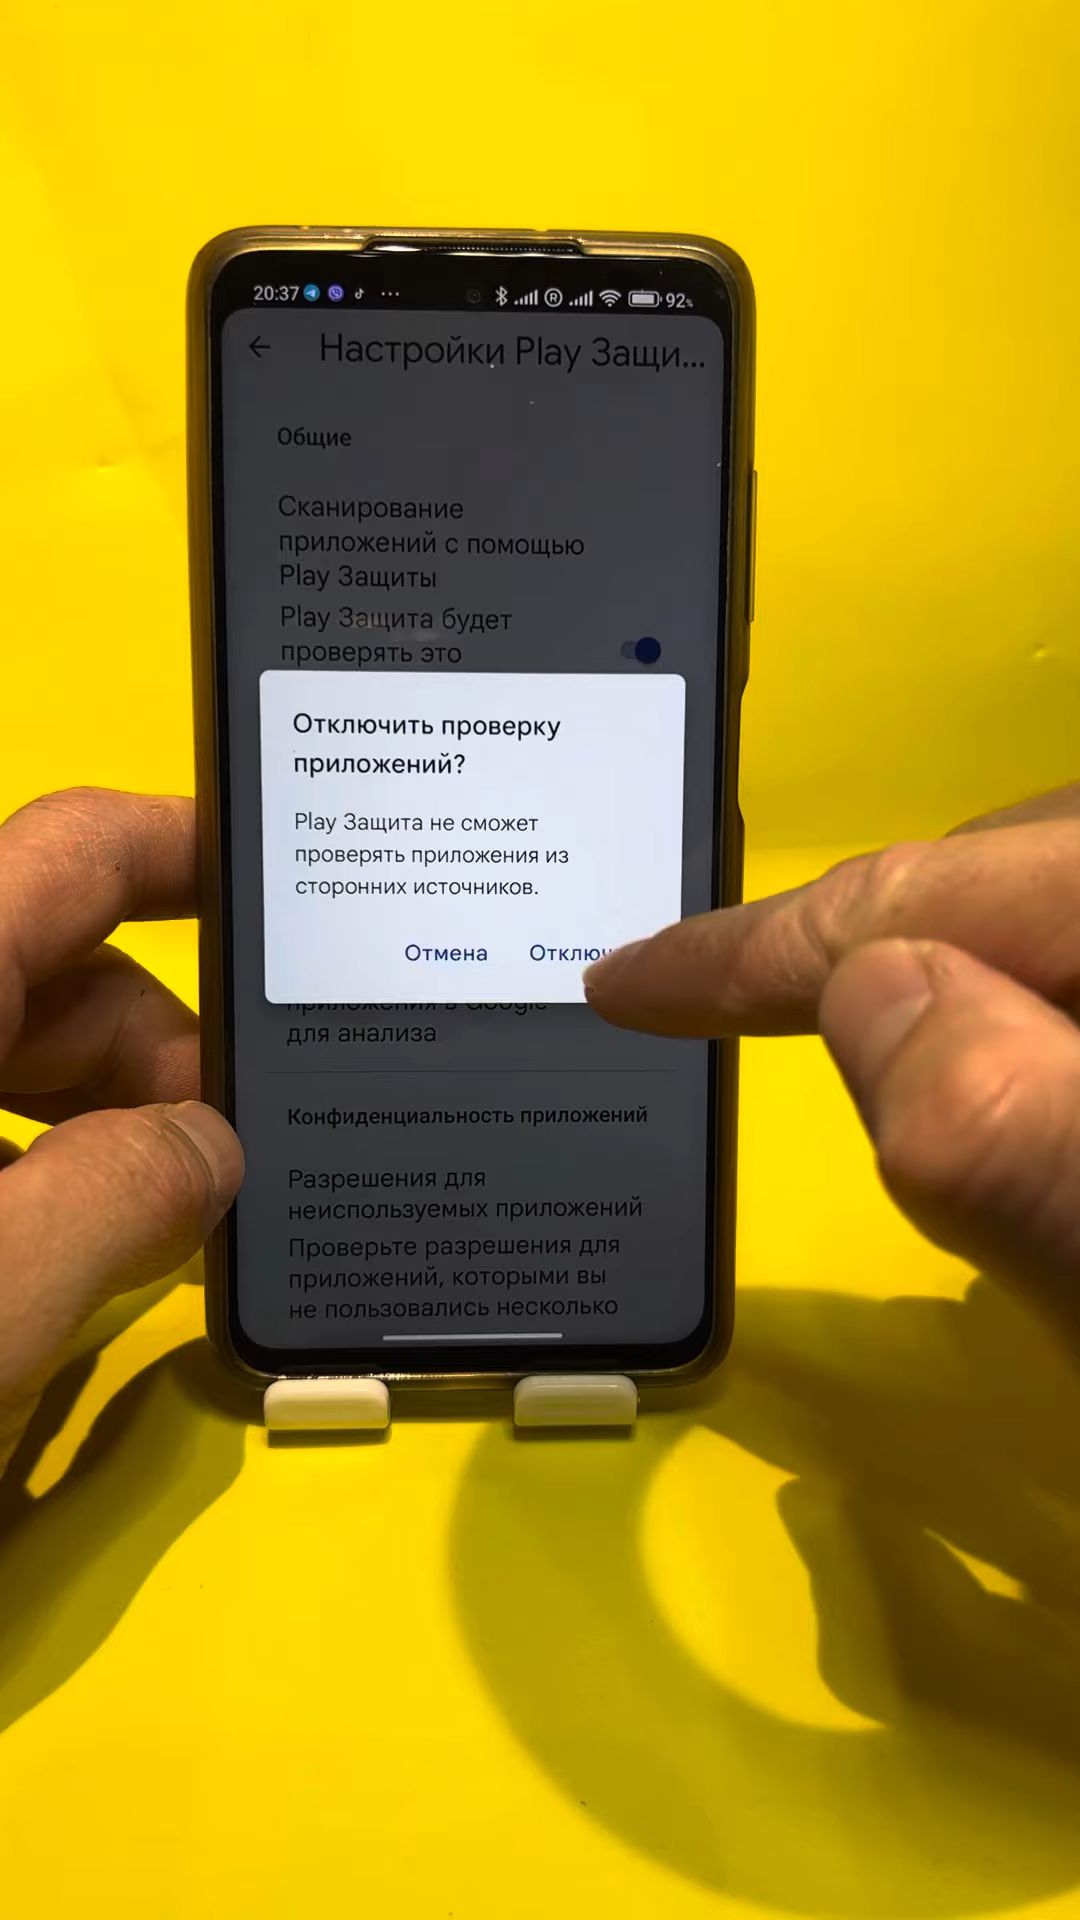 20:37 ... 92%
Настройки Play Защи...
Общие
Сканирование
приложений с помощью
Play Защиты
Play Защита будет
проверять это
Отключить проверку
приложений?
Play Защита не сможет
проверять приложения из
сторонних источников.
Отмена
приложения в Google
для анализа
Конфиденциальность приложений
Разрешения для
неиспользуемых приложений
Проверьте разрешения для
приложений, которыми вы
не пользовались несколько